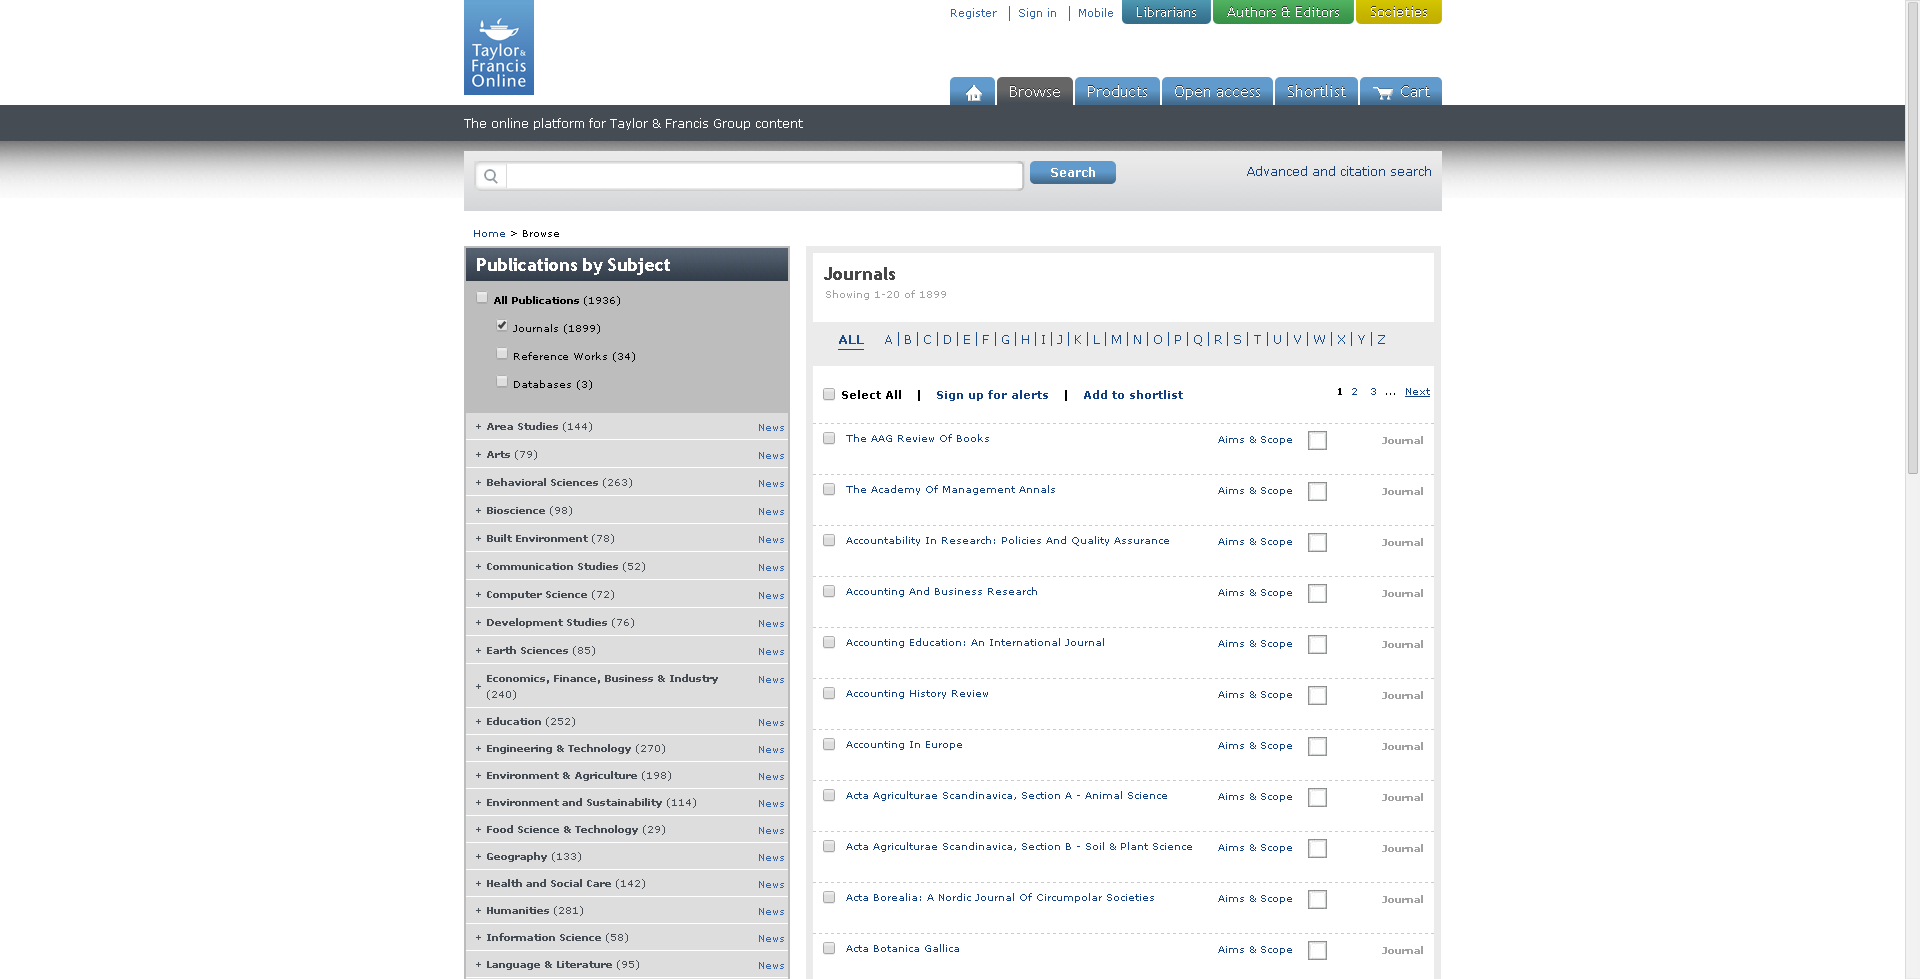 Taylor &
Francis
Online
Register
Sign in
Mobile
Librarians
Authors & Editors
Societies
Browse
Products
Open access
Shortlist
Cart
The online platform for Taylor & Francis Group content
Search
Advanced and citation search
Home > Browse
Publications by Subject
All Publications (1936)
Journals (1899)
Reference Works (34)
Databases (3)
+ Area Studies (144) News
+ Arts (79) News
+ Behavioral Sciences (263) News
+ Bioscience (98) News
+ Built Environment (78) News
+ Communication Studies (52) News
+ Computer Science (72) News
+ Development Studies (76) News
+ Earth Sciences (85) News
+ Economics, Finance, Business & Industry News
(240)
+ Education (252) News
+ Engineering & Technology (270) News
+ Environment & Agriculture (198) News
+ Environment and Sustainability (114) News
+ Food Science & Technology (29) News
+ Geography (133) News
+ Health and Social Care (142) News
+ Humanities (281) News
+ Information Science (58) News
+ Language & Literature (95) News
Journals
Showing 1-20 of 1899
ALL A | B | C | D | E | F | G | H | I | J | K | L | M | N | O | P | Q | R | S | T | U | V | W | X | Y | Z
Select All | Sign up for alerts | Add to shortlist 1 2 3 ... Next
The AAG Review Of Books Aims & Scope Journal
The Academy Of Management Annals Aims & Scope Journal
Accountability In Research: Policies And Quality Assurance Aims & Scope Journal
Accounting And Business Research Aims & Scope Journal
Accounting Education: An International Journal Aims & Scope Journal
Accounting History Review Aims & Scope Journal
Accounting In Europe Aims & Scope Journal
Acta Agriculturae Scandinavica, Section A - Animal Science Aims & Scope Journal
Acta Agriculturae Scandinavica, Section B - Soil & Plant Science Aims & Scope Journal
Acta Borealia: A Nordic Journal Of Circumpolar Societies Aims & Scope Journal
Acta Botanica Gallica Aims & Scope Journal